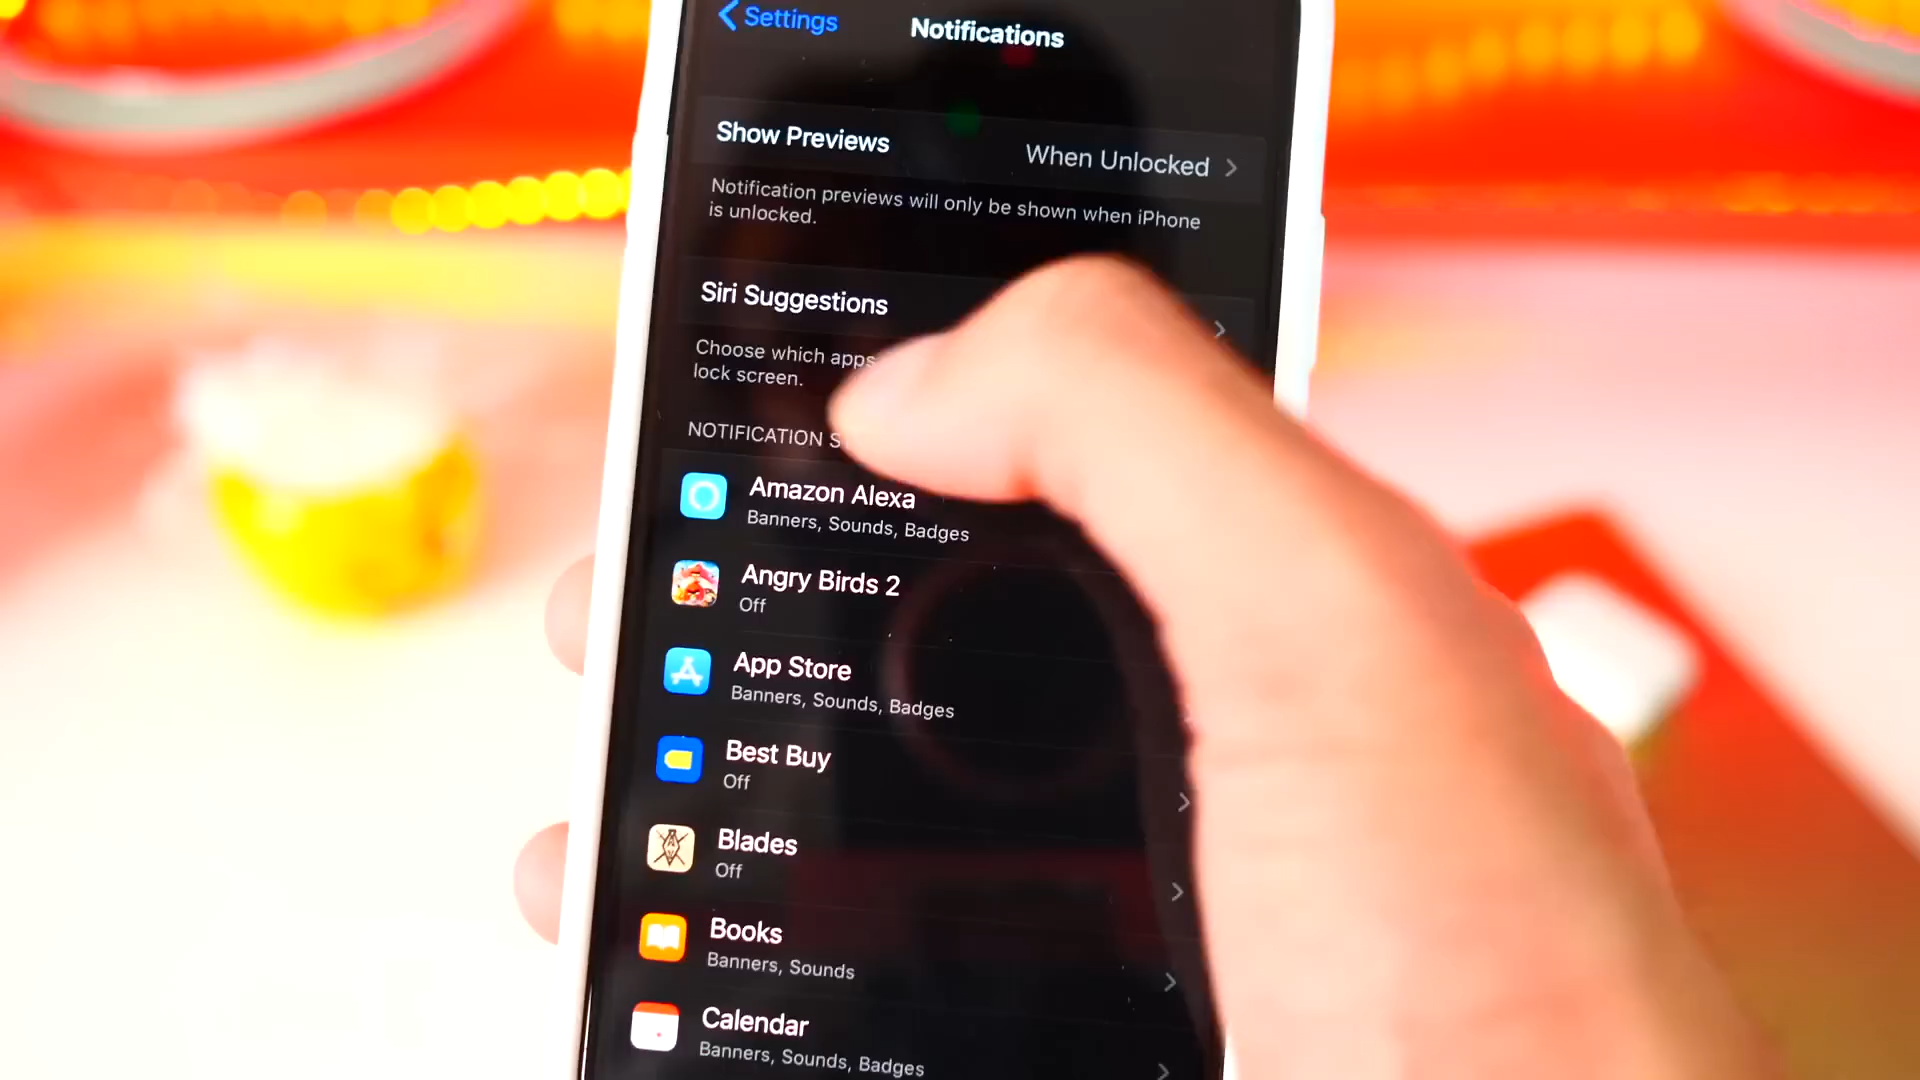 Settings
Notifications
Show Previews
When Unlocked
Notification previews will only be shown when iPhone
is unlocked.
Siri Suggestions
Choose which apps
lock screen.
NOTIFICATION
Amazon Alexa
Banners, Sounds, Badges
Angry Birds 2
Off
App Store
Banners, Sounds, Badges
Best Buy
Off
Blades
Off
Books
Banners, Sounds
Calendar
Banners, Sounds, Badges